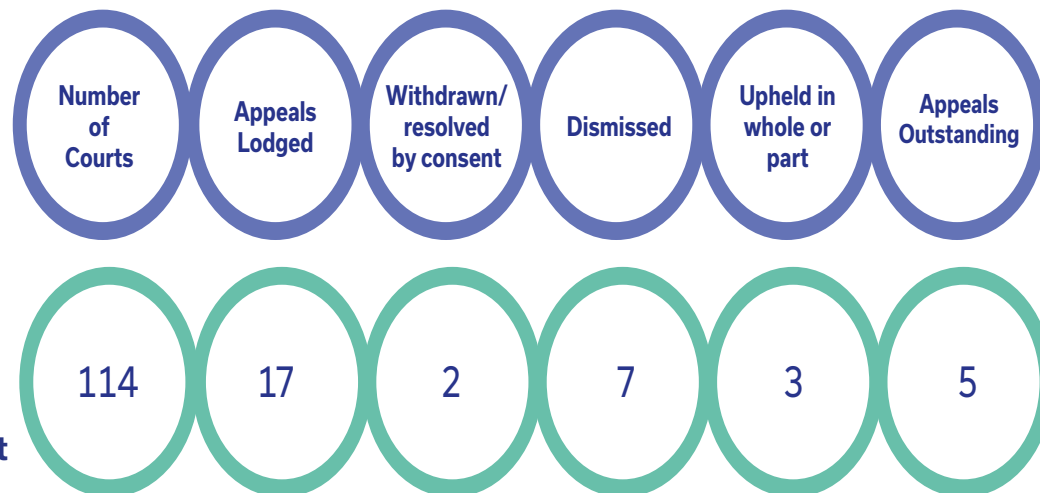 Number
of
Courts
Appeals
Lodged
Withdrawn/
resolved
by consent
Dismissed
Upheld in
whole or
part
Appeals
Outstanding
114
17
2
7
3
5